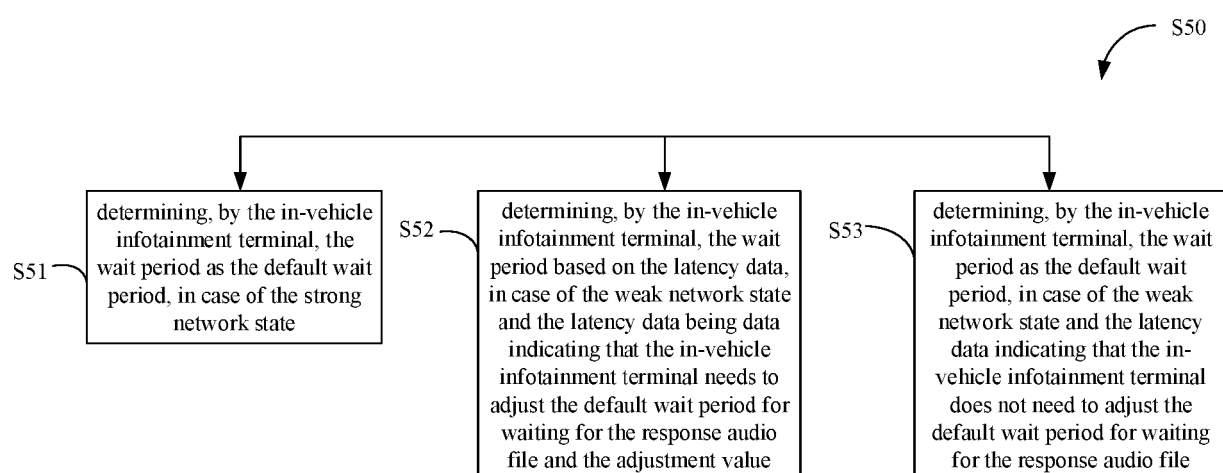 S50
S51
determining, by the in-vehicle
infotainment terminal, the
wait period as the default wait
period, in case of the strong
network state
S52
determining, by the in-vehicle
infotainment terminal, the wait
period based on the latency data,
in case of the weak network state
and the latency data being data
indicating that the in-vehicle
infotainment terminal needs to
adjust the default wait period for
waiting for the response audio
file and the adjustment value
S53
determining, by the in-vehicle
infotainment terminal, the wait
period as the default wait
period, in case of the weak
network state and the latency
data indicating that the in-
vehicle infotainment terminal
does not need to adjust the
default wait period for waiting
for the response audio file